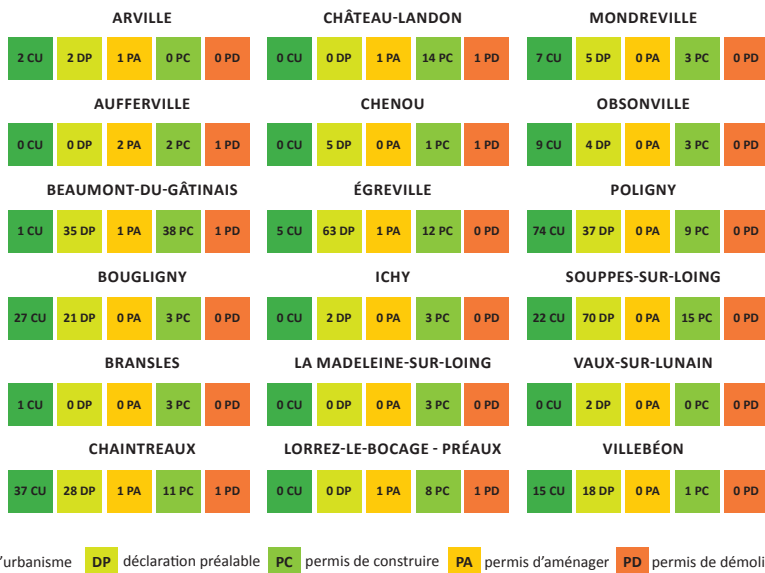 ARVILLE CHÂTEAU-LANDON MONDREVILLE
2 CU 2 DP 1 PA 0 PC 0 PD 0 CU 0 DP 1 PA 14 PC 1 PD 7 CU 5 DP 0 PA 3 PC 0 PD
AUFFERVILLE CHENOU OBSONVILLE
0 CU 0 DP 2 PA 2 PC 1 PD 0 CU 5 DP 0 PA 1 PC 1 PD 9 CU 4 DP 0 PA 3 PC 0 PD
BEAUMONT-DU-GÂTINAIS ÉGREVILLE POLIGNY
1 CU 35 DP 1 PA 38 PC 1 PD 5 CU 63 DP 1 PA 12 PC 0 PD 74 CU 37 DP 0 PA 9 PC 0 PD
BOUGLIGNY ICHY SOUPPES-SUR-LOING
27 CU 21 DP 0 PA 3 PC 0 PD 0 CU 2 DP 0 PA 3 PC 0 PD 22 CU 70 DP 0 PA 15 PC 0 PD
BRANSLES LA MADELEINE-SUR-LOING VAUX-SUR-LUNAIN
1 CU 0 DP 0 PA 3 PC 0 PD 0 CU 0 DP 0 PA 3 PC 0 PD 0 CU 2 DP 0 PA 0 PC 0 PD
CHAINTREAUX LORREZ-LE-BOCAGE - PRÉAUX VILLEBÉON
37 CU 28 DP 1 PA 11 PC 1 PD 0 CU 0 DP 1 PA 8 PC 1 PD 15 CU 18 DP 0 PA 1 PC 0 PD
'urbanisme DP déclaration préalable PC permis de construire PA permis d'aménager PD permis de démoli